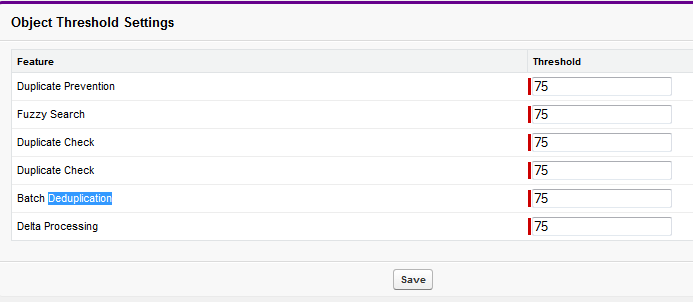 Object Threshold Settings
Feature Threshold
Duplicate Prevention 75
Fuzzy Search 75
Duplicate Check 75
Duplicate Check 75
Batch Deduplication 75
Delta Processing 75
Save